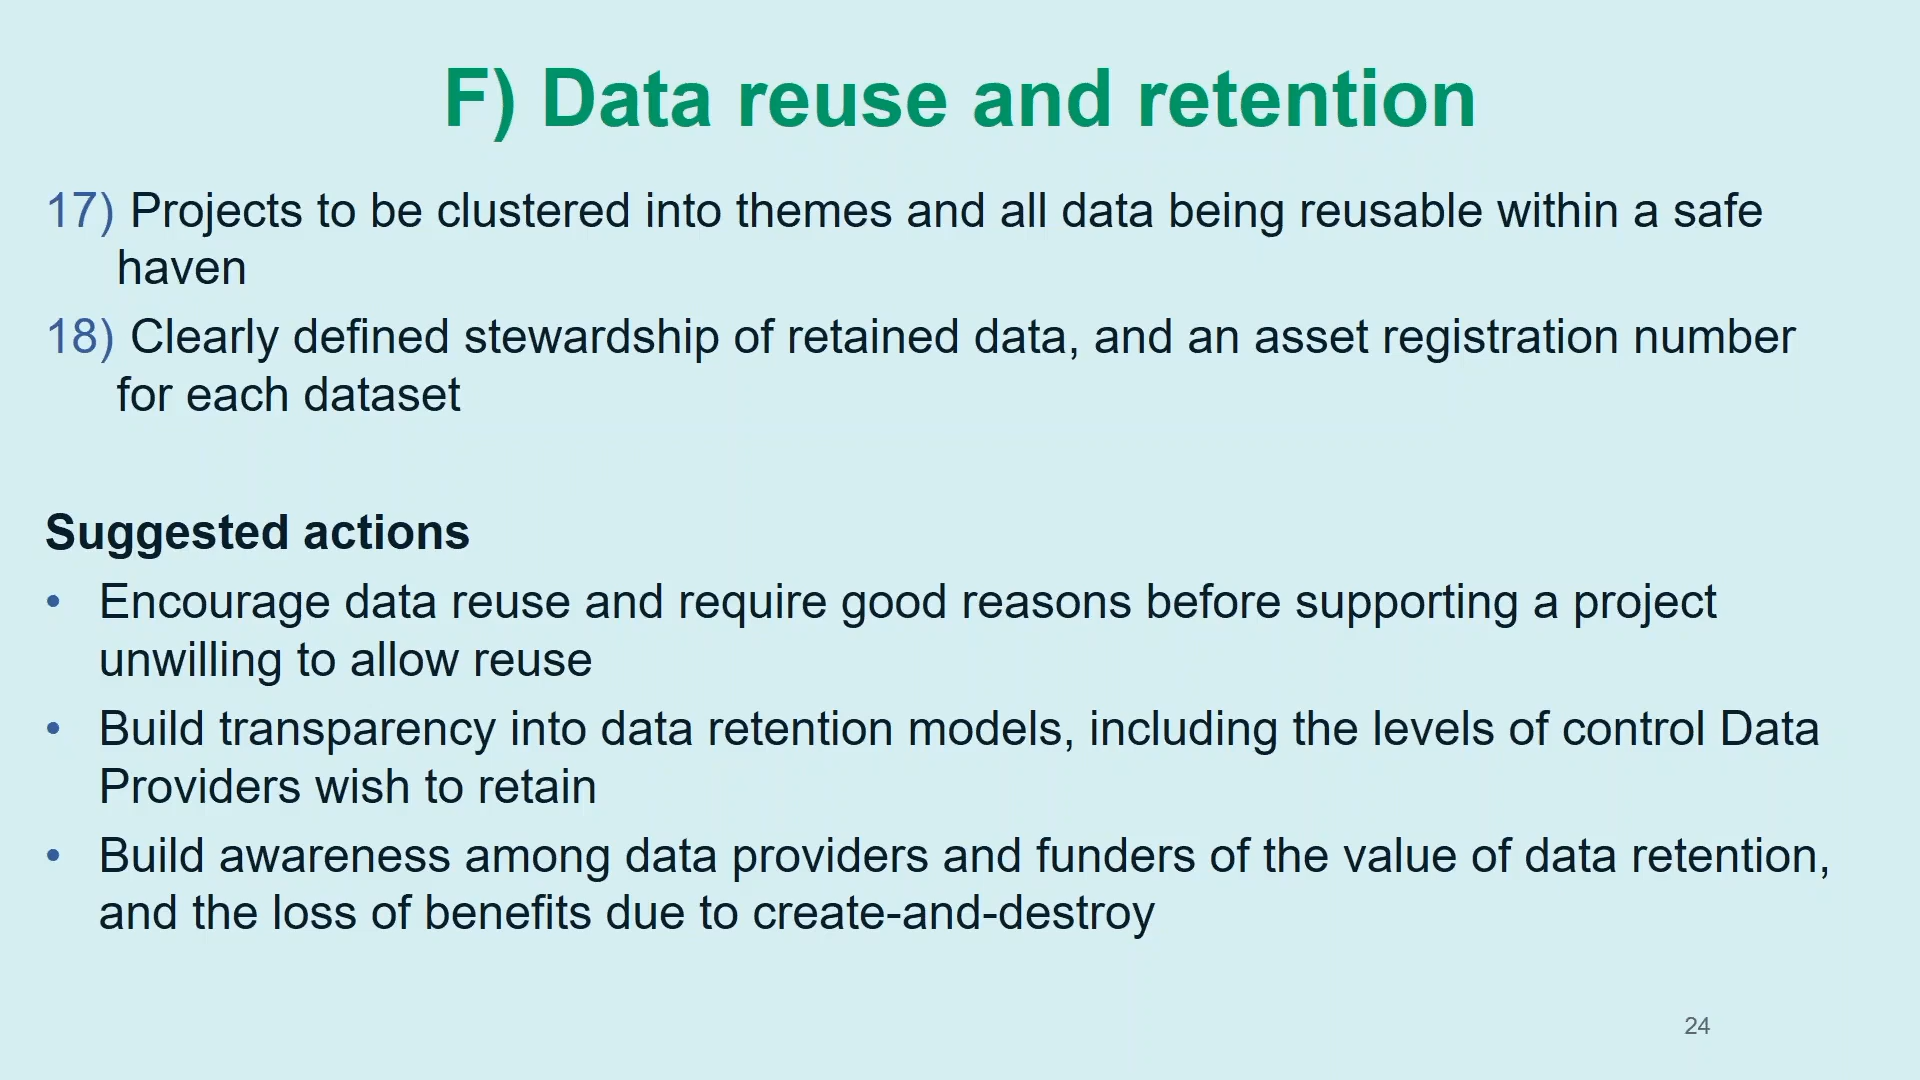 F) Data reuse and retention
17) Projects to be clustered into themes and all data being reusable within a safe
haven
18) Clearly defined stewardship of retained data, and an asset registration number
for each dataset
Suggested actions
• Encourage data reuse and require good reasons before supporting a project
unwilling to allow reuse
• Build transparency into data retention models, including the levels of control Data
Providers wish to retain
• Build awareness among data providers and funders of the value of data retention,
and the loss of benefits due to create-and-destroy
24